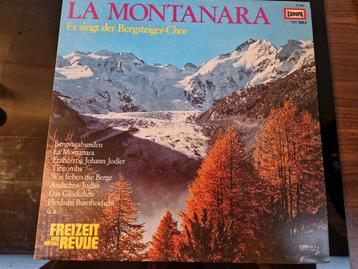 LA MONTANARA
EUROPA
Es singt der Bergsteiger-Chor
Bergvagabunden
La Montanara
Erzherzog Johann Jodler
Tiritomba
Wir lieben die Berge
Andachts-Jodler
Das Glöckchen
Heidschi Bumbeidschi
u. a.
FREIZEIT
REVUE